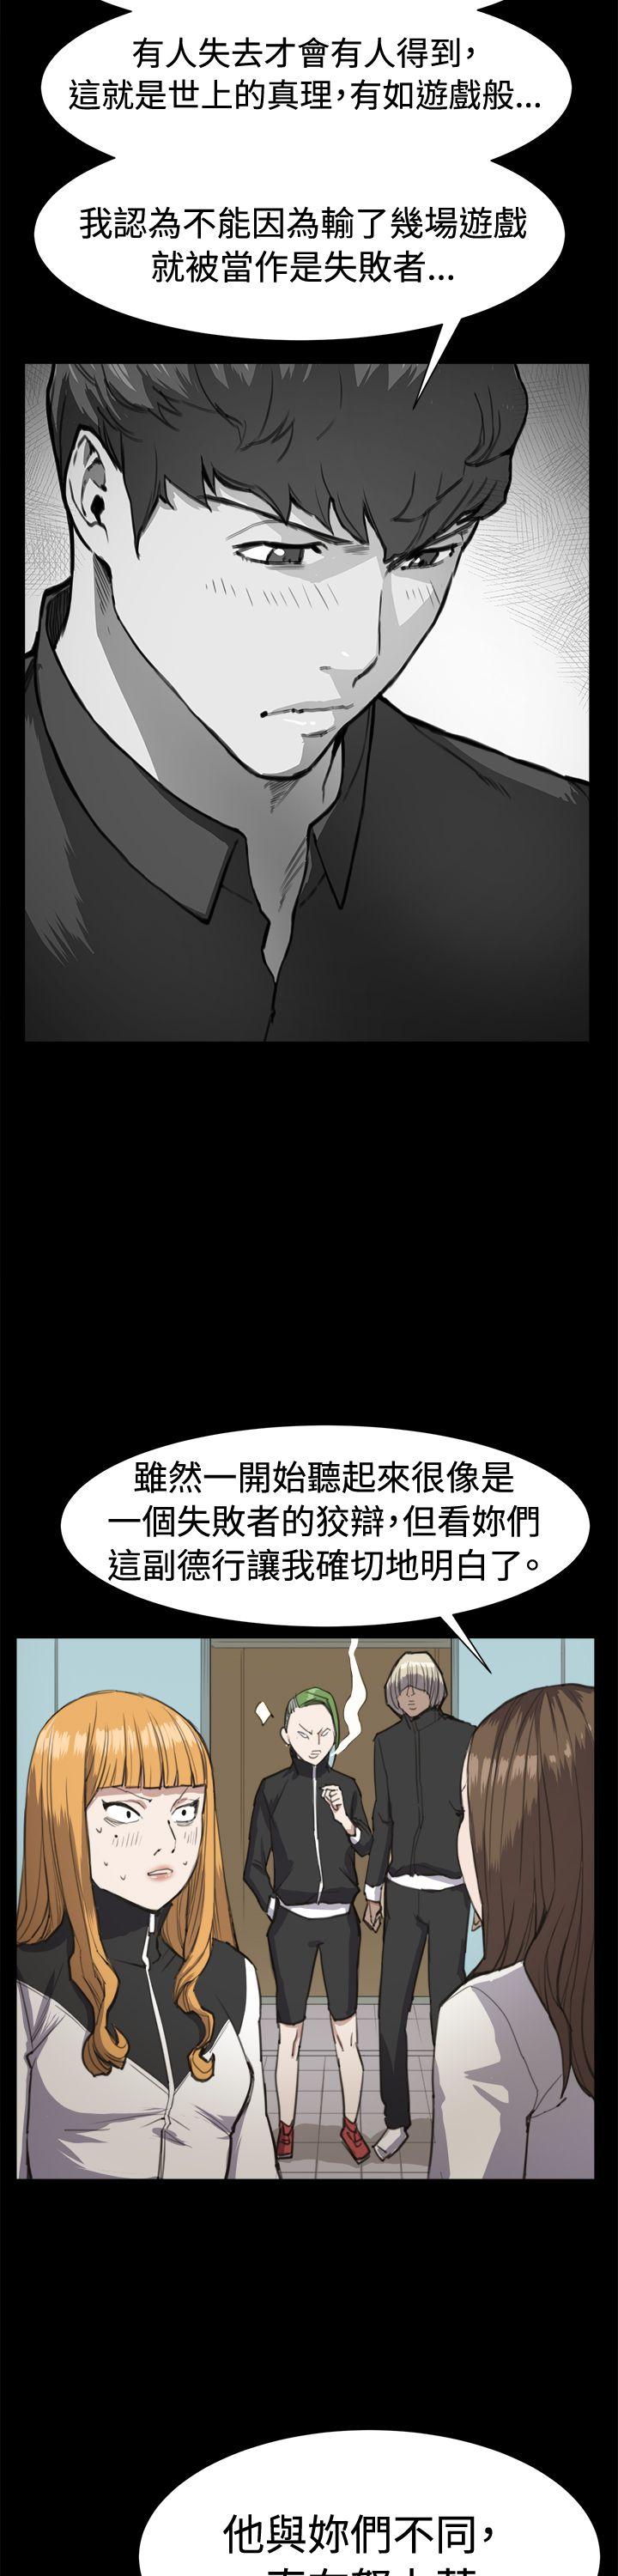 有人失去才會有人得到，
這就是世上的真理，有如遊戲般...
我認為不能因為輸了幾場遊戲
就被當作是失敗者...
雖然一開始聽起來很像是
一個失敗者的狡辯，但看妳們
這副德行讓我確切地明白了。
他與妳們不同，